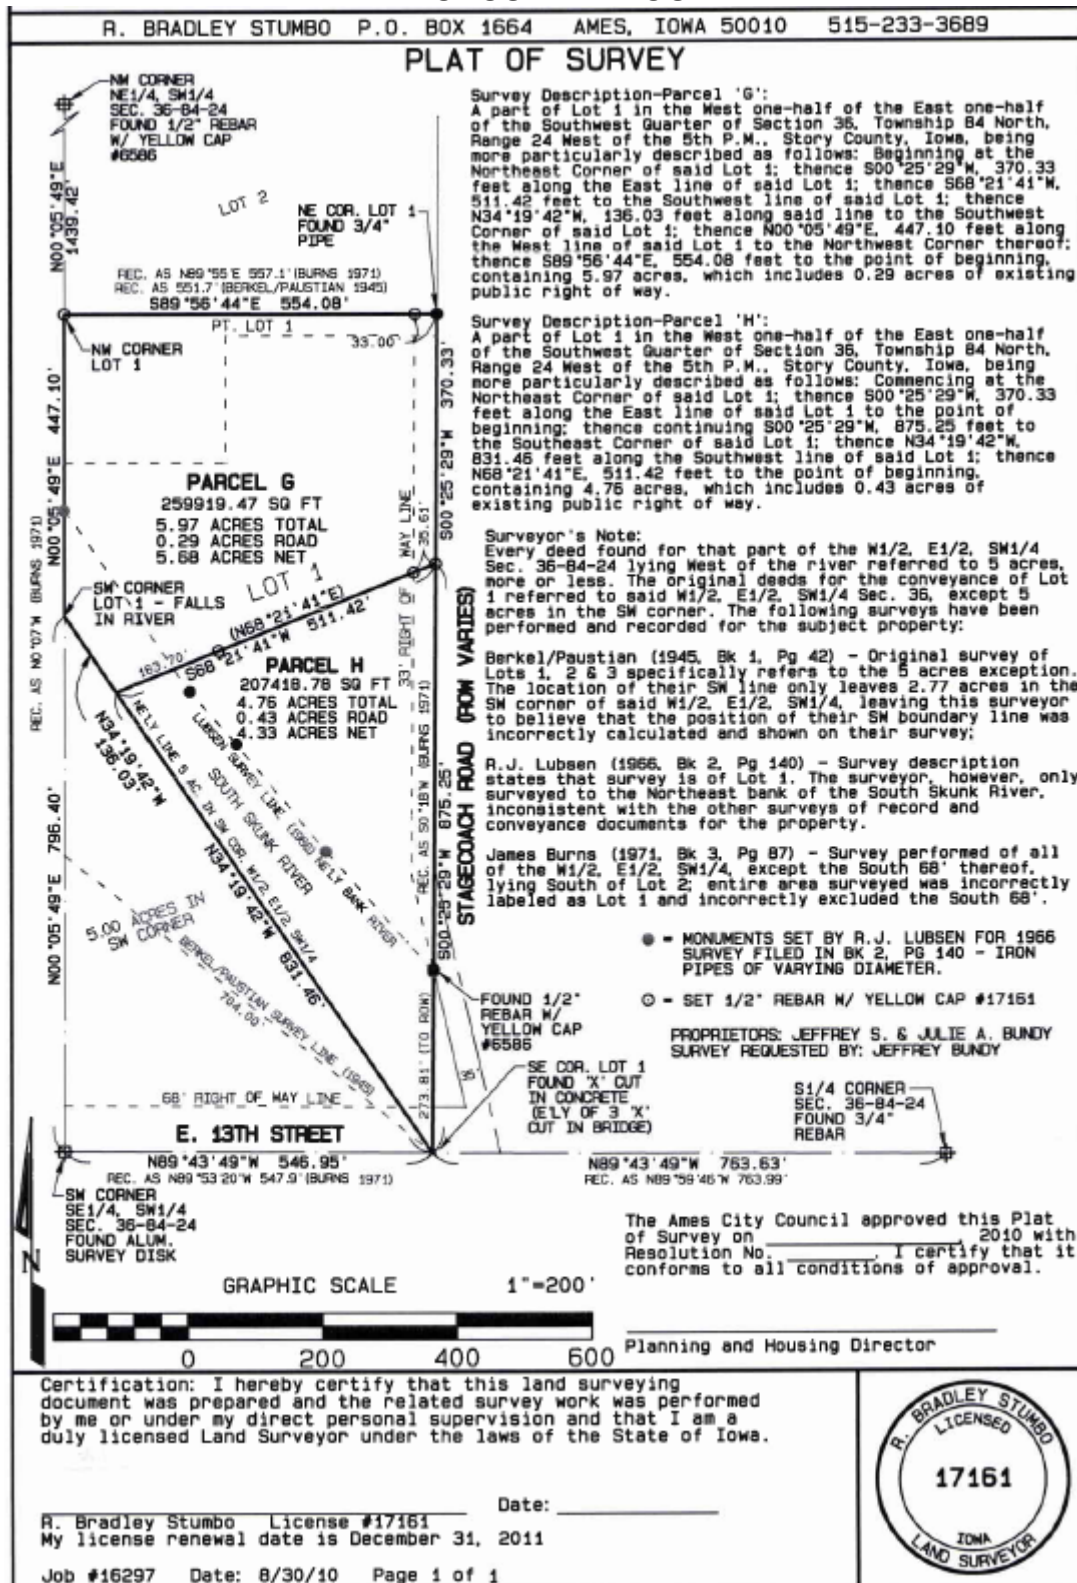 R. BRADLEY STUMBO P.O. BOX 1664 AMES, IOWA 50010 515-233-3689
PLAT OF SURVEY
NW CORNER
NE1/4, SW1/4
SEC. 36-84-24
FOUND 1/2" REBAR
W/ YELLOW CAP
#6586
N00°05'49"E
1439.42'
LOT 2
NE COR. LOT 1
FOUND 3/4"
PIPE
REC. AS N89°55'E 557.1' (BURNS 1971)
REC. AS 551.7' (BERKEL/PAUSTIAN 1945)
S89°56'44"E 554.08'
PT. LOT 1
33.00'
NW CORNER
LOT 1
N00°05'49"E 447.10'
S00°25'29"W 370.33'
PARCEL G
259919.47 SQ FT
5.97 ACRES TOTAL
0.29 ACRES ROAD
5.68 ACRES NET
LOT 1
REC. AS N0°07'W (BURNS 1971)
SW CORNER
LOT 1 - FALLS
IN RIVER
(N68°21'41"E)
S68°21'41"W 511.42'
163.70'
35.61'
33' RIGHT OF WAY LINE
PARCEL H
207418.78 SQ FT
4.76 ACRES TOTAL
0.43 ACRES ROAD
4.33 ACRES NET
N34°19'42"W
136.03'
NE'LY LINE 5 AC. IN SW COR. W1/2, E1/2, SW1/4
LUBSEN SURVEY LINE (1966) NE'LY BANK RIVER
SOUTH SKUNK RIVER
N34°19'42"W 831.46'
N00°05'49"E 796.40'
5.00 ACRES IN
SW CORNER
BERKEL/PAUSTIAN SURVEY LINE (1945)
704.00'
REC. AS S0°18'W (BURNS 1971)
S00°25'29"W 875.25'
STAGECOACH ROAD (ROW VARIES)
FOUND 1/2"
REBAR W/
YELLOW CAP
#6586
273.81' (TO ROW)
SE COR. LOT 1
FOUND 'X' CUT
IN CONCRETE
(E'LY OF 3 'X'
CUT IN BRIDGE)
68' RIGHT OF WAY LINE
E. 13TH STREET
N89°43'49"W 546.95'
REC. AS N89°53'20"W 547.9' (BURNS 1971)
N89°43'49"W 763.63'
REC. AS N89°59'46"W 763.99'
SW CORNER
SE1/4, SW1/4
SEC. 36-84-24
FOUND ALUM.
SURVEY DISK
S1/4 CORNER
SEC. 36-84-24
FOUND 3/4"
REBAR
Survey Description-Parcel 'G':
A part of Lot 1 in the West one-half of the East one-half
of the Southwest Quarter of Section 36, Township 84 North,
Range 24 West of the 5th P.M., Story County, Iowa, being
more particularly described as follows: Beginning at the
Northeast Corner of said Lot 1; thence S00°25'29"W, 370.33
feet along the East line of said Lot 1; thence S68°21'41"W,
511.42 feet to the Southwest line of said Lot 1; thence
N34°19'42"W, 136.03 feet along said line to the Southwest
Corner of said Lot 1; thence N00°05'49"E, 447.10 feet along
the West line of said Lot 1 to the Northwest Corner thereof;
thence S89°56'44"E, 554.08 feet to the point of beginning,
containing 5.97 acres, which includes 0.29 acres of existing
public right of way.
Survey Description-Parcel 'H':
A part of Lot 1 in the West one-half of the East one-half
of the Southwest Quarter of Section 36, Township 84 North,
Range 24 West of the 5th P.M., Story County, Iowa, being
more particularly described as follows: Commencing at the
Northeast Corner of said Lot 1; thence S00°25'29"W, 370.33
feet along the East line of said Lot 1 to the point of
beginning; thence continuing S00°25'29"W, 875.25 feet to
the Southeast Corner of said Lot 1; thence N34°19'42"W,
831.46 feet along the Southwest line of said Lot 1; thence
N68°21'41"E, 511.42 feet to the point of beginning,
containing 4.76 acres, which includes 0.43 acres of
existing public right of way.
Surveyor's Note:
Every deed found for that part of the W1/2, E1/2, SW1/4
Sec. 36-84-24 lying West of the river referred to 5 acres,
more or less. The original deeds for the conveyance of Lot
1 referred to said W1/2, E1/2, SW1/4 Sec. 36, except 5
acres in the SW corner. The following surveys have been
performed and recorded for the subject property:
Berkel/Paustian (1945, Bk 1, Pg 42) - Original survey of
Lots 1, 2 & 3 specifically refers to the 5 acres exception.
The location of their SW line only leaves 2.77 acres in the
SW corner of said W1/2, E1/2, SW1/4, leaving this surveyor
to believe that the position of their SW boundary line was
incorrectly calculated and shown on their survey;
R.J. Lubsen (1966, Bk 2, Pg 140) - Survey description
states that survey is of Lot 1. The surveyor, however, only
surveyed to the Northeast bank of the South Skunk River,
inconsistent with the other surveys of record and
conveyance documents for the property.
James Burns (1971, Bk 3, Pg 87) - Survey performed of all
of the W1/2, E1/2, SW1/4, except the South 68' thereof,
lying South of Lot 2; entire area surveyed was incorrectly
labeled as Lot 1 and incorrectly excluded the South 68'.
● = MONUMENTS SET BY R.J. LUBSEN FOR 1966
SURVEY FILED IN BK 2, PG 140 - IRON
PIPES OF VARYING DIAMETER.
⊙ = SET 1/2" REBAR W/ YELLOW CAP #17161
PROPRIETORS: JEFFREY S. & JULIE A. BUNDY
SURVEY REQUESTED BY: JEFFREY BUNDY
The Ames City Council approved this Plat
of Survey on ____________________, 2010 with
Resolution No. __________. I certify that it
conforms to all conditions of approval.
Planning and Housing Director
N
GRAPHIC SCALE 1"=200'
0 200 400 600
Certification: I hereby certify that this land surveying
document was prepared and the related survey work was performed
by me or under my direct personal supervision and that I am a
duly licensed Land Surveyor under the laws of the State of Iowa.
Date:
R. Bradley Stumbo License #17161
My license renewal date is December 31, 2011
Job #16297 Date: 8/30/10 Page 1 of 1
R. BRADLEY STUMBO
LICENSED
17161
IOWA
LAND SURVEYOR